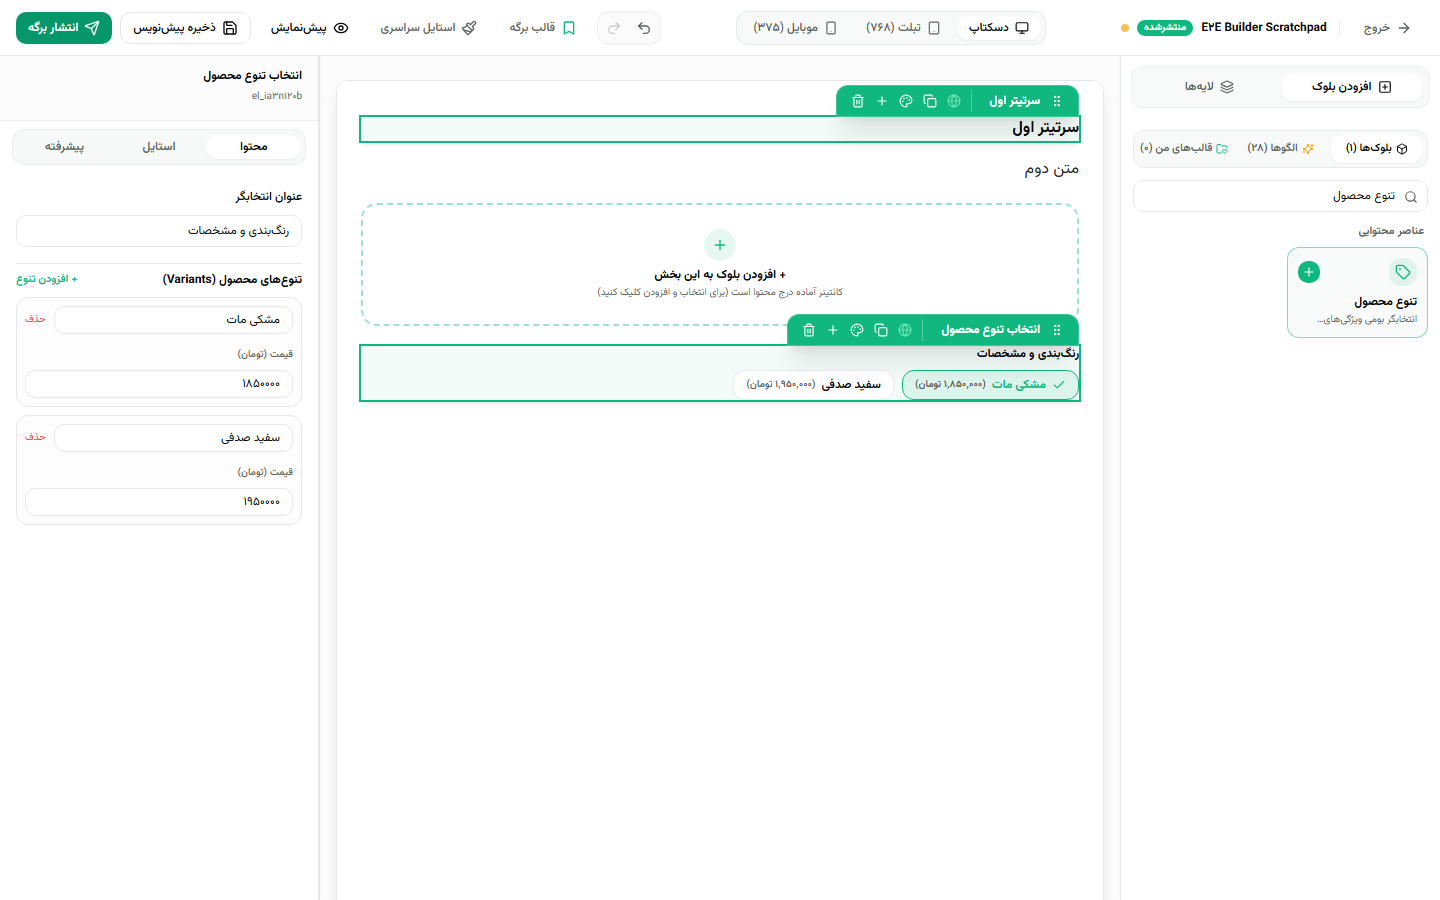 خروج
E۲E Builder Scratchpad
منتشرشده
دسکتاپ
تبلت (۷۶۸)
موبایل (۳۷۵)
قالب برگه
استایل سراسری
پیش‌نمایش
ذخیره پیش‌نویس
انتشار برگه
افزودن بلوک
لایه‌ها
بلوک‌ها (۱)
الگوها (۲۸)
قالب‌های من (۰)
تنوع محصول
عناصر محتوایی
تنوع محصول
انتخابگر بومی ویژگی‌های...
سرتیتر اول
سرتیتر اول
متن دوم
+ افزودن بلوک به این بخش
کانتینر آماده درج محتوا است (برای انتخاب و افزودن کلیک کنید)
انتخاب تنوع محصول
رنگ‌بندی و مشخصات
مشکی مات (۱,۸۵۰,۰۰۰ تومان)
سفید صدفی (۱,۹۵۰,۰۰۰ تومان)
انتخاب تنوع محصول
el_ia۳n۱۲۰b
محتوا
استایل
پیشرفته
عنوان انتخابگر
رنگ‌بندی و مشخصات
تنوع‌های محصول (Variants)
+ افزودن تنوع
مشکی مات
حذف
قیمت (تومان)
۱۸۵۰۰۰۰
سفید صدفی
حذف
قیمت (تومان)
۱۹۵۰۰۰۰